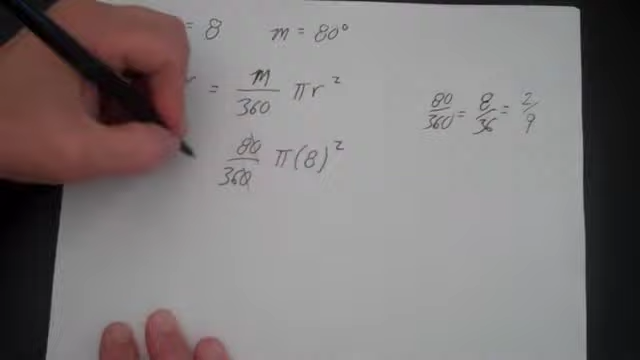 = 8 m = 80°
= m/360 πr²
80/360 = 8/36 = 2/9
80/360 π(8)²